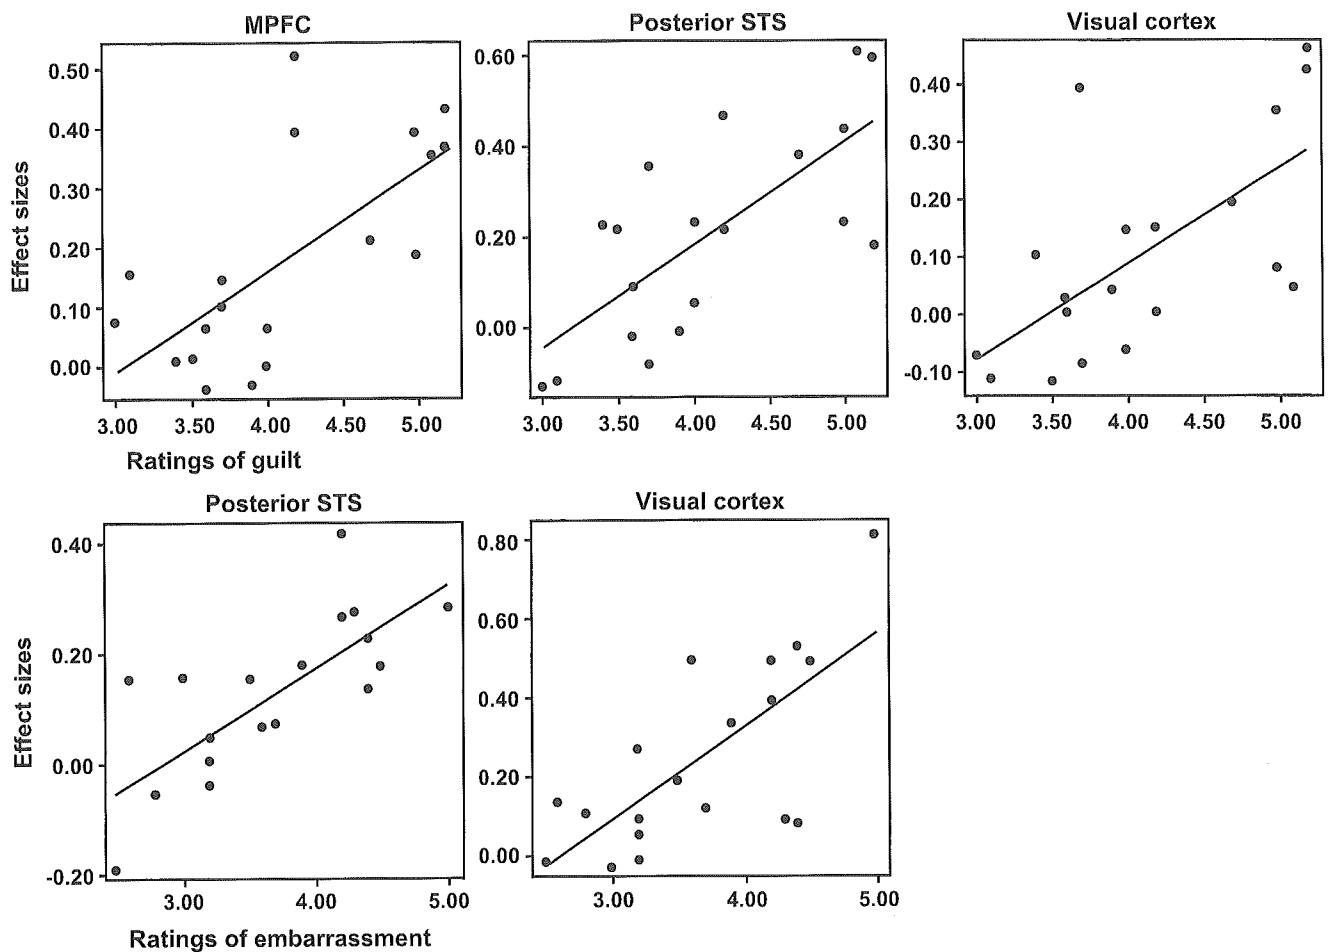 MPFC
Posterior STS
Visual cortex
Effect sizes
0.50
0.40
0.30
0.20
0.10
0.00
3.00 3.50 4.00 4.50 5.00
0.60
0.40
0.20
0.00
3.00 3.50 4.00 4.50 5.00
0.40
0.30
0.20
0.10
0.00
-0.10
3.00 3.50 4.00 4.50 5.00
Ratings of guilt
Posterior STS
Visual cortex
Effect sizes
0.40
0.20
0.00
-0.20
3.00 4.00 5.00
0.80
0.60
0.40
0.20
0.00
3.00 4.00 5.00
Ratings of embarrassment